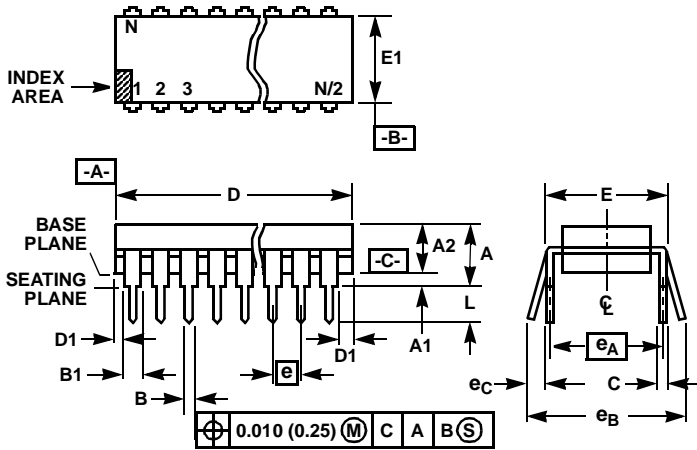 N
E1
INDEX
AREA
1 2 3 N/2
-B-
-A-
D
E
BASE
PLANE
A2
A
-C-
SEATING
PLANE
L
C
L
D1
A1
D1
eA
B1
e
eC
C
B
eB
0.010 (0.25) M C A B S